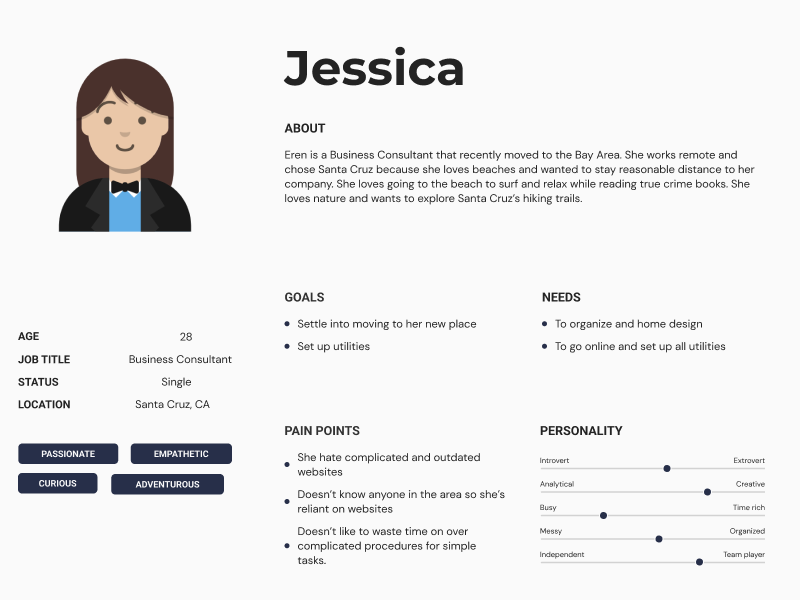 Jessica
ABOUT
Eren is a Business Consultant that recently moved to the Bay Area. She works remote and
chose Santa Cruz because she loves beaches and wanted to stay reasonable distance to her
company. She loves going to the beach to surf and relax while reading true crime books. She
loves nature and wants to explore Santa Cruz’s hiking trails.
AGE 28
JOB TITLE Business Consultant
STATUS Single
LOCATION Santa Cruz, CA
PASSIONATE EMPATHETIC
CURIOUS ADVENTUROUS
GOALS
Settle into moving to her new place
Set up utilities
NEEDS
To organize and home design
To go online and set up all utilities
PAIN POINTS
She hate complicated and outdated
websites
Doesn’t know anyone in the area so she’s
reliant on websites
Doesn’t like to waste time on over
complicated procedures for simple
tasks.
PERSONALITY
Introvert Extrovert
Analytical Creative
Busy Time rich
Messy Organized
Independent Team player